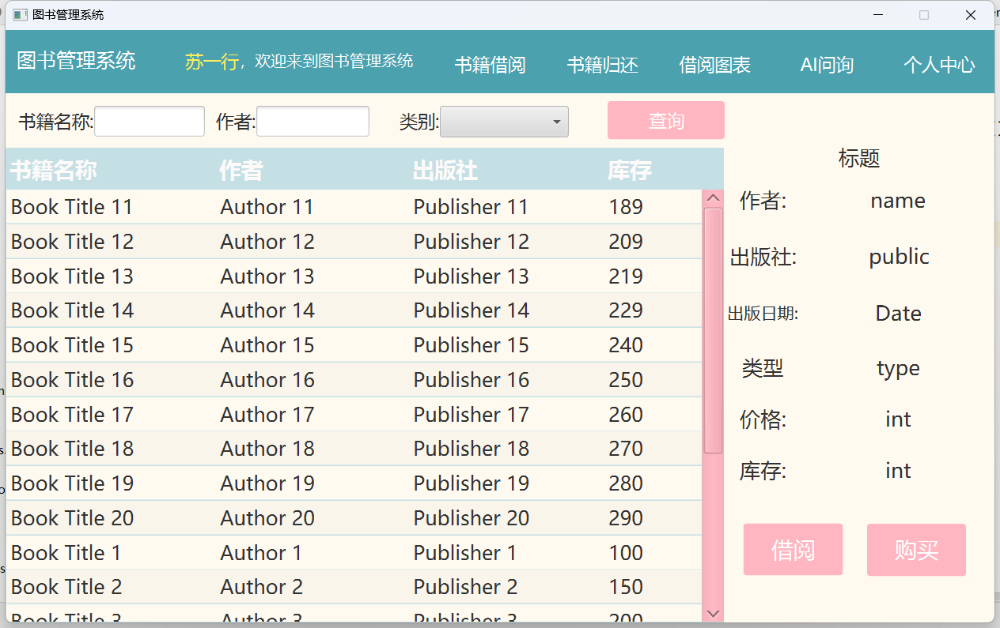 图书管理系统
图书管理系统 苏一行，欢迎来到图书管理系统 书籍借阅 书籍归还 借阅图表 AI问询 个人中心
书籍名称: 作者: 类别: 查询
书籍名称 作者 出版社 库存
Book Title 11 Author 11 Publisher 11 189
Book Title 12 Author 12 Publisher 12 209
Book Title 13 Author 13 Publisher 13 219
Book Title 14 Author 14 Publisher 14 229
Book Title 15 Author 15 Publisher 15 240
Book Title 16 Author 16 Publisher 16 250
Book Title 17 Author 17 Publisher 17 260
Book Title 18 Author 18 Publisher 18 270
Book Title 19 Author 19 Publisher 19 280
Book Title 20 Author 20 Publisher 20 290
Book Title 1 Author 1 Publisher 1 100
Book Title 2 Author 2 Publisher 2 150
Book Title 3 Author 3 Publisher 3 200
标题
作者: name
出版社: public
出版日期: Date
类型 type
价格: int
库存: int
借阅 购买